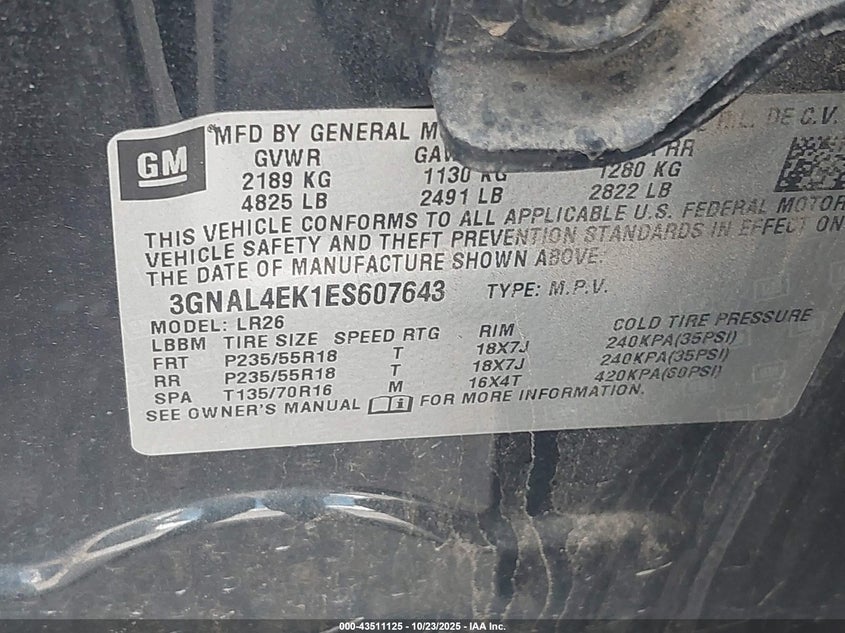 GM
MFD BY GENERAL M DE C.V.
GVWR GAW RR
2189 KG 1130 KG 1280 KG
4825 LB 2491 LB 2822 LB
THIS VEHICLE CONFORMS TO ALL APPLICABLE U.S. FEDERAL MOTOR
VEHICLE SAFETY AND THEFT PREVENTION STANDARDS IN EFFECT ON
THE DATE OF MANUFACTURE SHOWN ABOVE.
3GNAL4EK1ES607643 TYPE: M.P.V.
MODEL: LR26
LBBM TIRE SIZE SPEED RTG RIM COLD TIRE PRESSURE
FRT P235/55R18 T 18X7J 240KPA(35PSI)
RR P235/55R18 T 18X7J 240KPA(35PSI)
SPA T135/70R16 M 16X4T 420KPA(60PSI)
SEE OWNER'S MANUAL FOR MORE INFORMATION.
000-43511125 - 10/23/2025 - IAA Inc.